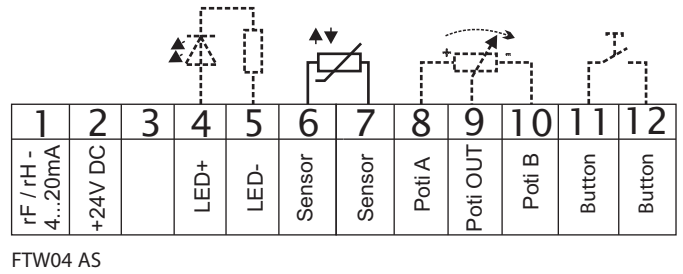 + -
1 2 3 4 5 6 7 8 9 10 11 12
rF / rH -
4...20mA
+24V DC
LED+
LED-
Sensor
Sensor
Poti A
Poti OUT
Poti B
Button
Button
FTW04 AS